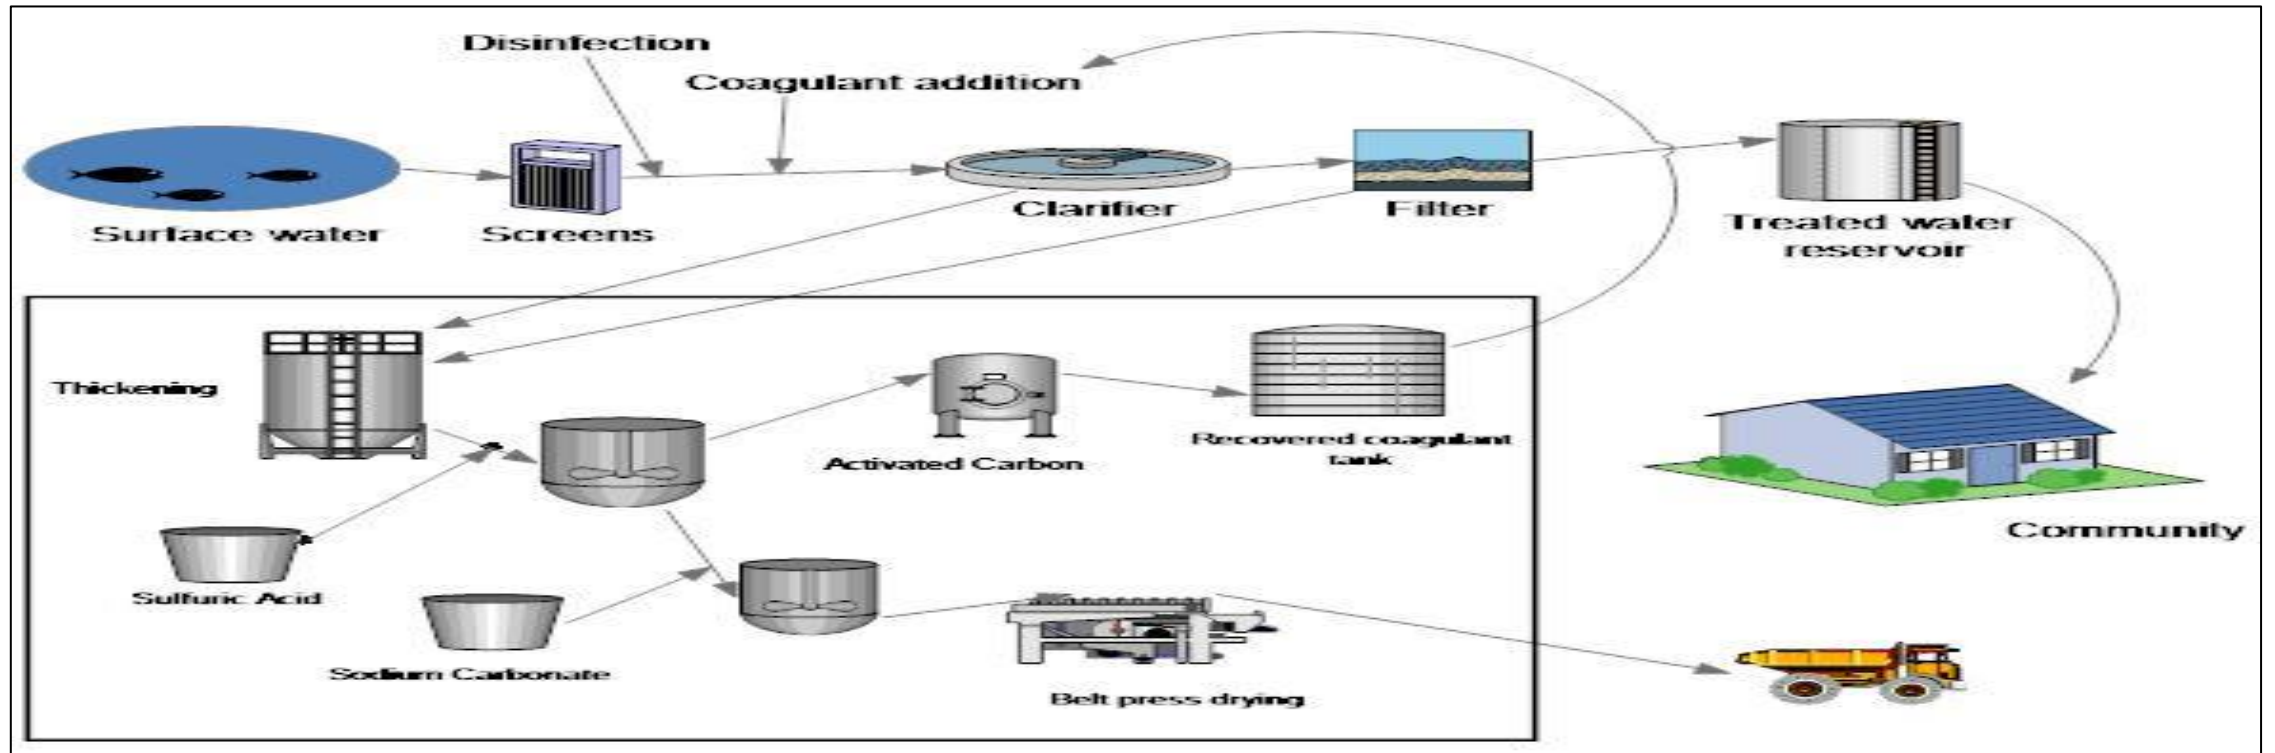 Disinfection
Coagulant addition
Surface water
Screens
Clarifier
Filter
Treated water
reservoir
Thickening
Activated Carbon
Recovered coagulant
tank
Sulfuric Acid
Sodium Carbonate
Belt press drying
Community